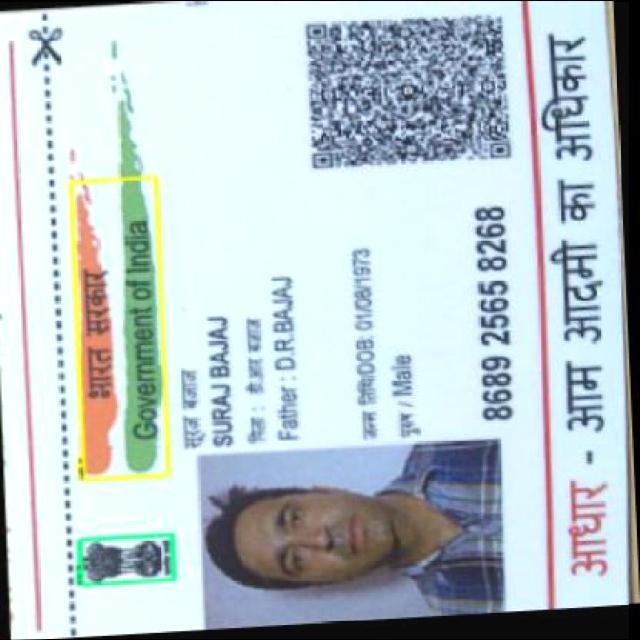 भारत सरकार
Government of India
सूरज बजाज
SURAJ BAJAJ
पिता : डी.आर बजाज
Father : D.R.BAJAJ
जन्म तिथि/DOB: 01/08/1973
पुरुष / Male
8689 2565 8268
आधार - आम आदमी का अधिकार